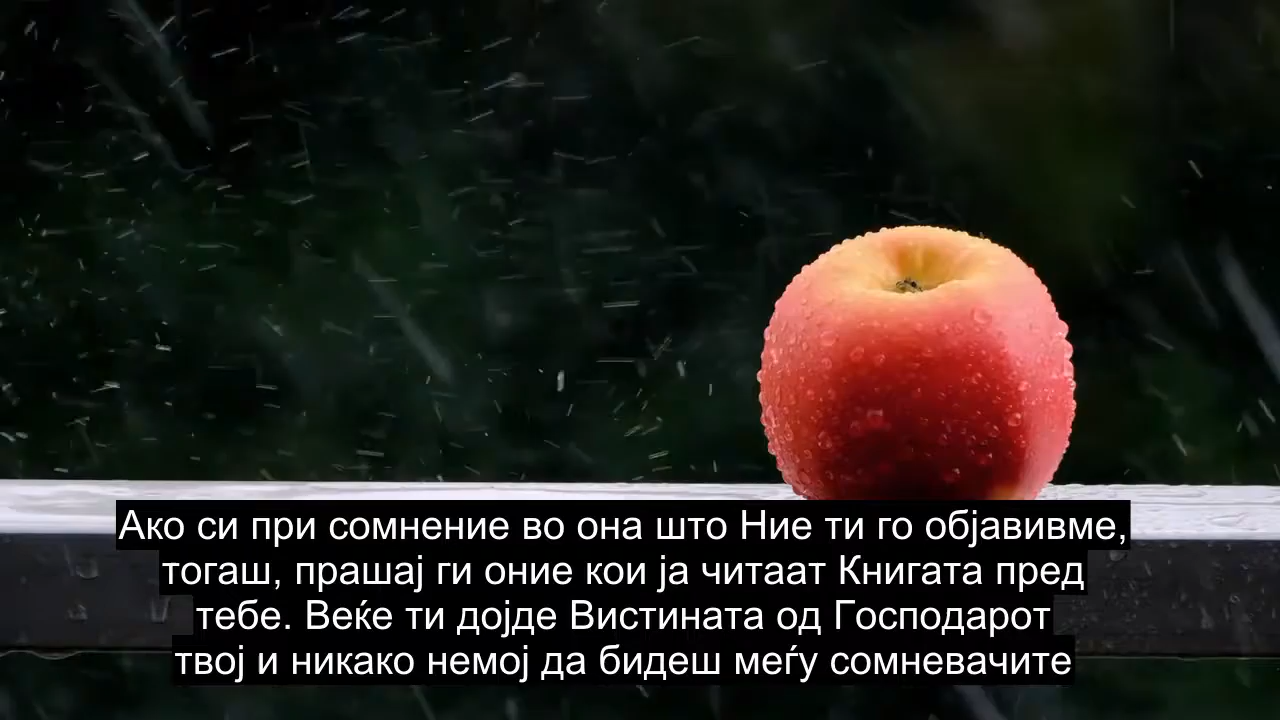 Ако си при сомнение во она што Ние ти го објавивме,
тогаш, прашај ги оние кои ја читаат Книгата пред
тебе. Веќе ти дојде Вистината од Господарот
твој и никако немој да бидеш меѓу сомневачите